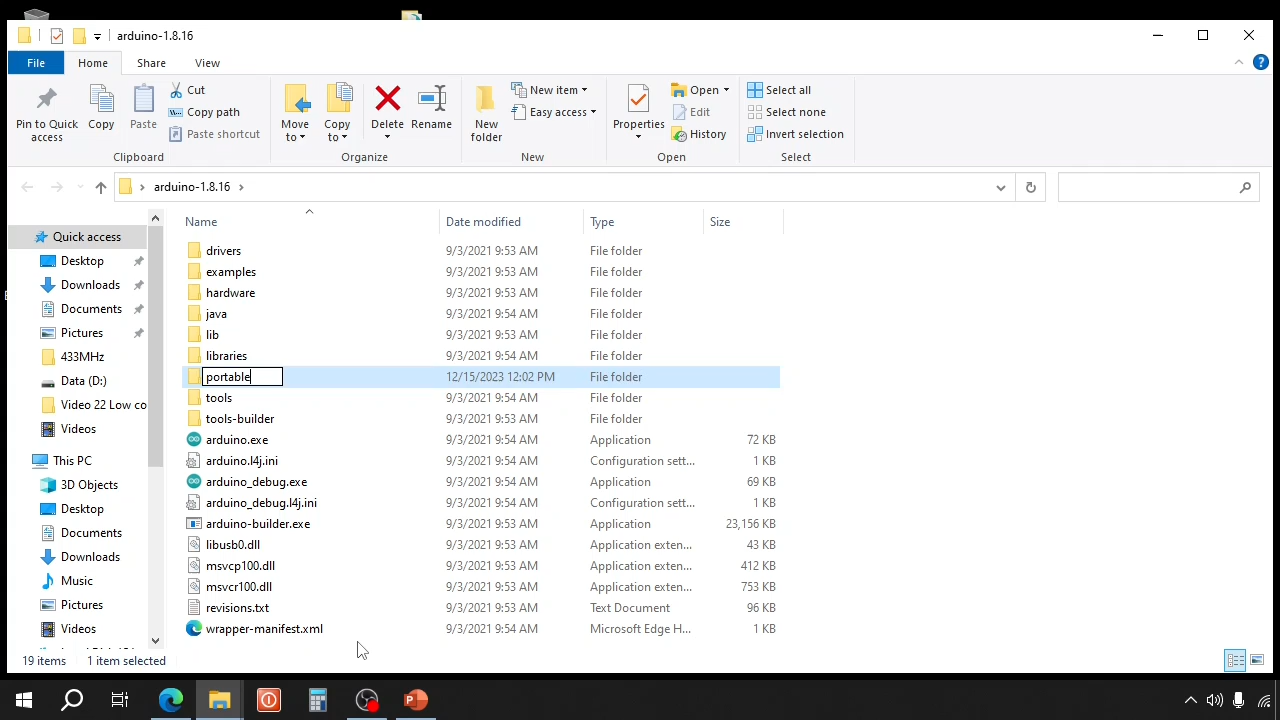 arduino-1.8.16
File Home Share View
Pin to Quick access
Copy
Paste
Cut
Copy path
Paste shortcut
Clipboard
Move to
Copy to
Delete
Rename
Organize
New folder
New item
Easy access
New
Properties
Open
Edit
History
Open
Select all
Select none
Invert selection
Select
arduino-1.8.16
Name Date modified Type Size
Quick access
Desktop
Downloads
Documents
Pictures
433MHz
Data (D:)
Video 22 Low co
Videos
This PC
3D Objects
Desktop
Documents
Downloads
Music
Pictures
Videos
drivers 9/3/2021 9:53 AM File folder
examples 9/3/2021 9:53 AM File folder
hardware 9/3/2021 9:53 AM File folder
java 9/3/2021 9:54 AM File folder
lib 9/3/2021 9:53 AM File folder
libraries 9/3/2021 9:54 AM File folder
portable 12/15/2023 12:02 PM File folder
tools 9/3/2021 9:54 AM File folder
tools-builder 9/3/2021 9:53 AM File folder
arduino.exe 9/3/2021 9:54 AM Application 72 KB
arduino.l4j.ini 9/3/2021 9:54 AM Configuration sett... 1 KB
arduino_debug.exe 9/3/2021 9:54 AM Application 69 KB
arduino_debug.l4j.ini 9/3/2021 9:54 AM Configuration sett... 1 KB
arduino-builder.exe 9/3/2021 9:53 AM Application 23,156 KB
libusb0.dll 9/3/2021 9:53 AM Application exten... 43 KB
msvcp100.dll 9/3/2021 9:53 AM Application exten... 412 KB
msvcr100.dll 9/3/2021 9:53 AM Application exten... 753 KB
revisions.txt 9/3/2021 9:53 AM Text Document 96 KB
wrapper-manifest.xml 9/3/2021 9:54 AM Microsoft Edge H... 1 KB
19 items 1 item selected